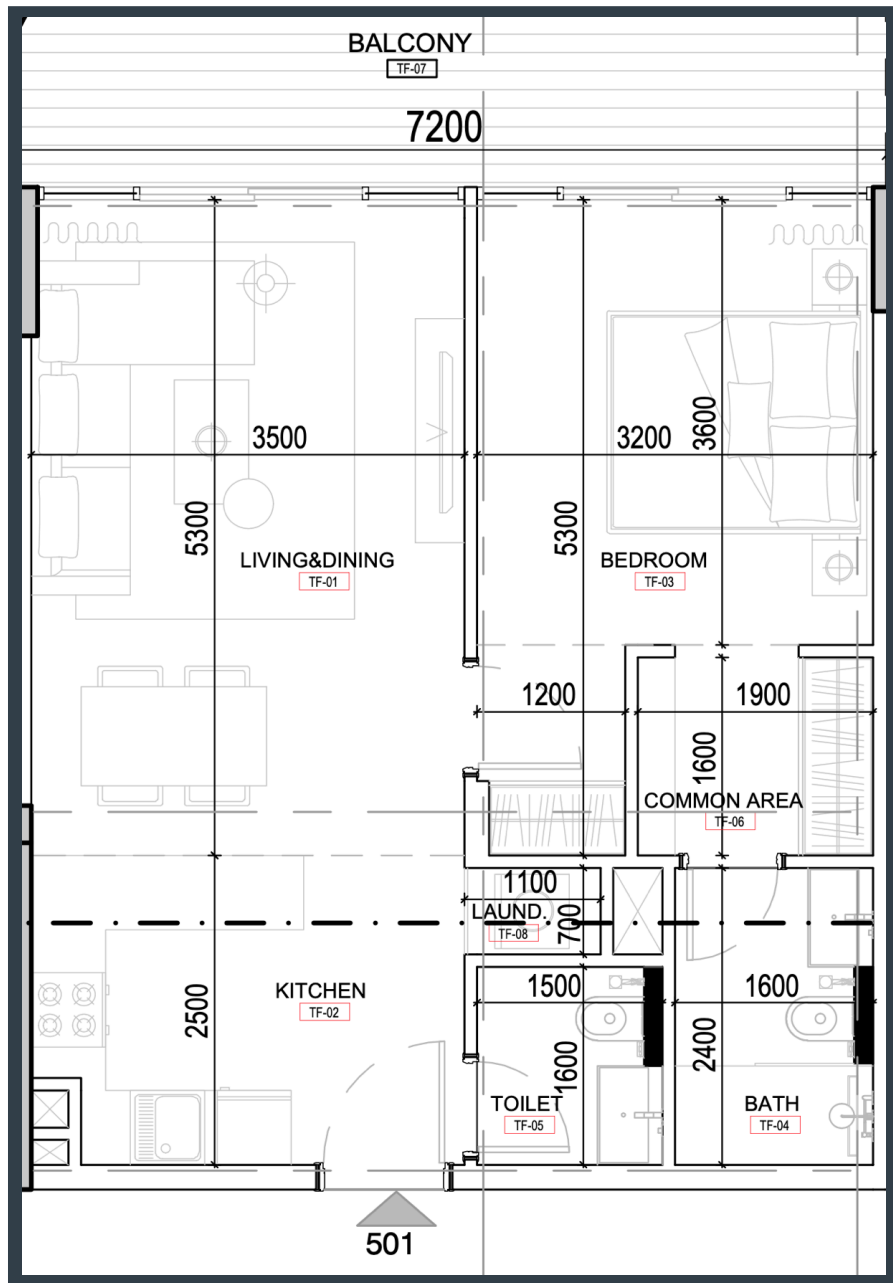 BALCONY
TF-07
7200
3500
3200
3600
5300
5300
LIVING&DINING
TF-01
BEDROOM
TF-03
1200
1900
1600
COMMON AREA
TF-06
1100
LAUND.
TF-08
700
KITCHEN
TF-02
2500
1500
1600
2400
1600
TOILET
TF-05
BATH
TF-04
501